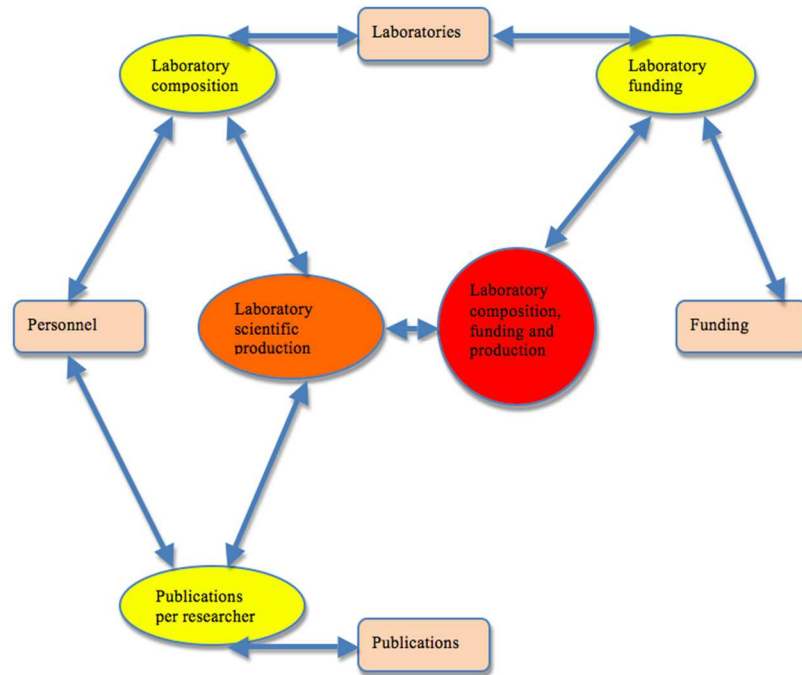 Laboratories
Laboratory
composition
Laboratory
funding
Personnel
Laboratory
scientific
production
Laboratory
composition,
funding and
production
Funding
Publications
per researcher
Publications